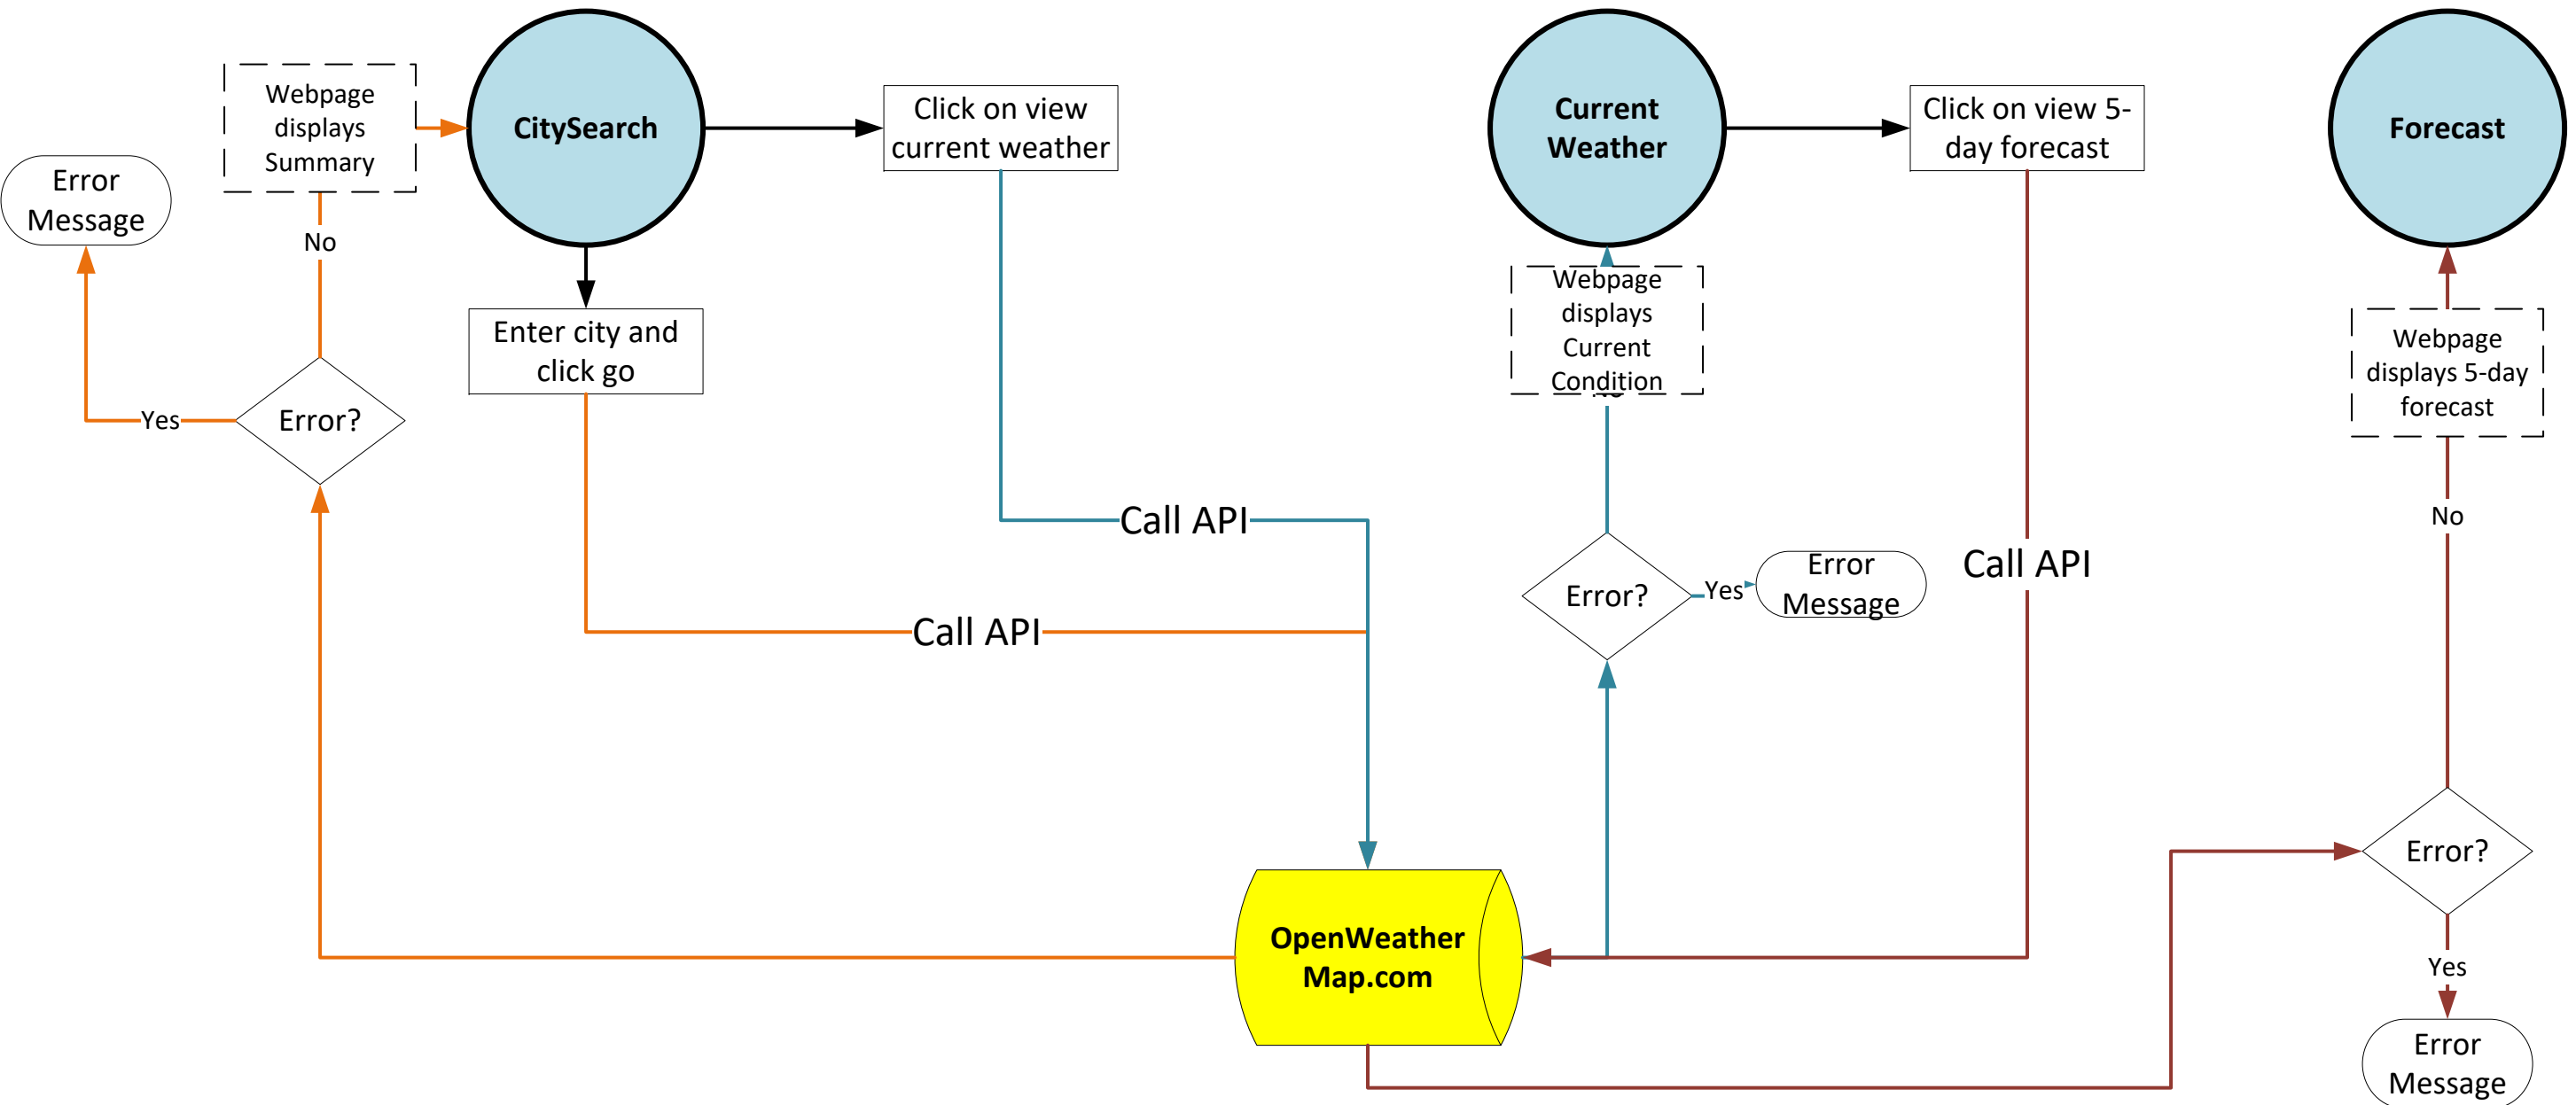 Webpage
displays
Summary
CitySearch
Click on view
current weather
Current
Weather
Click on view 5-
day forecast
Forecast
Error
Message
No
Enter city and
click go
Webpage
displays
Current
Condition
No
Webpage
displays 5-day
forecast
Yes
Error?
Call API
No
Error?
Yes
Error
Message
Call API
Call API
Error?
OpenWeather
Map.com
Yes
Error
Message